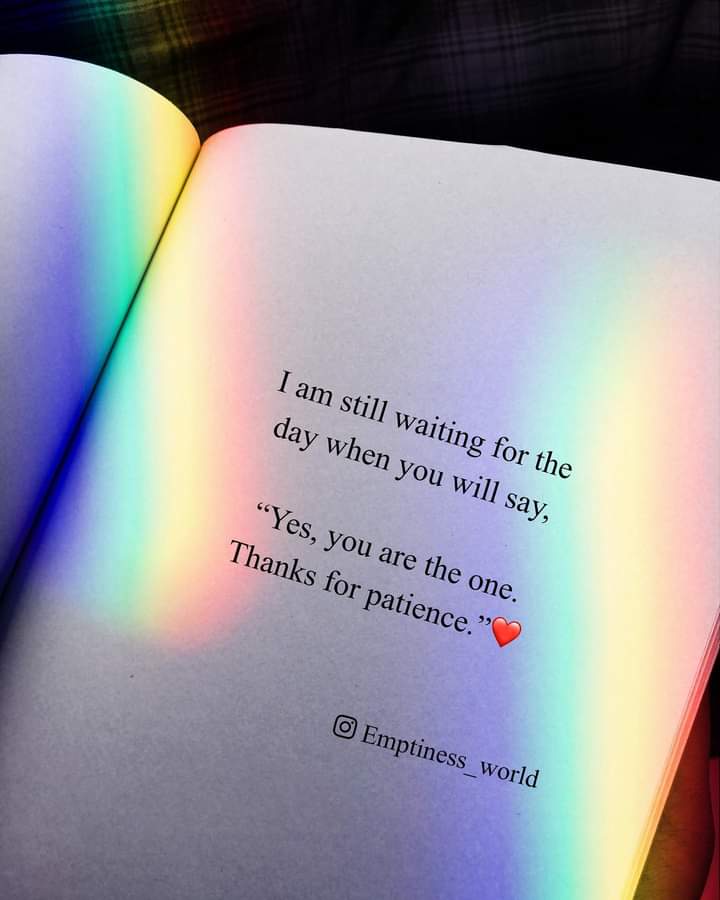 I am still waiting for the
day when you will say,
“Yes, you are the one.
Thanks for patience.”❤️
Emptiness_world